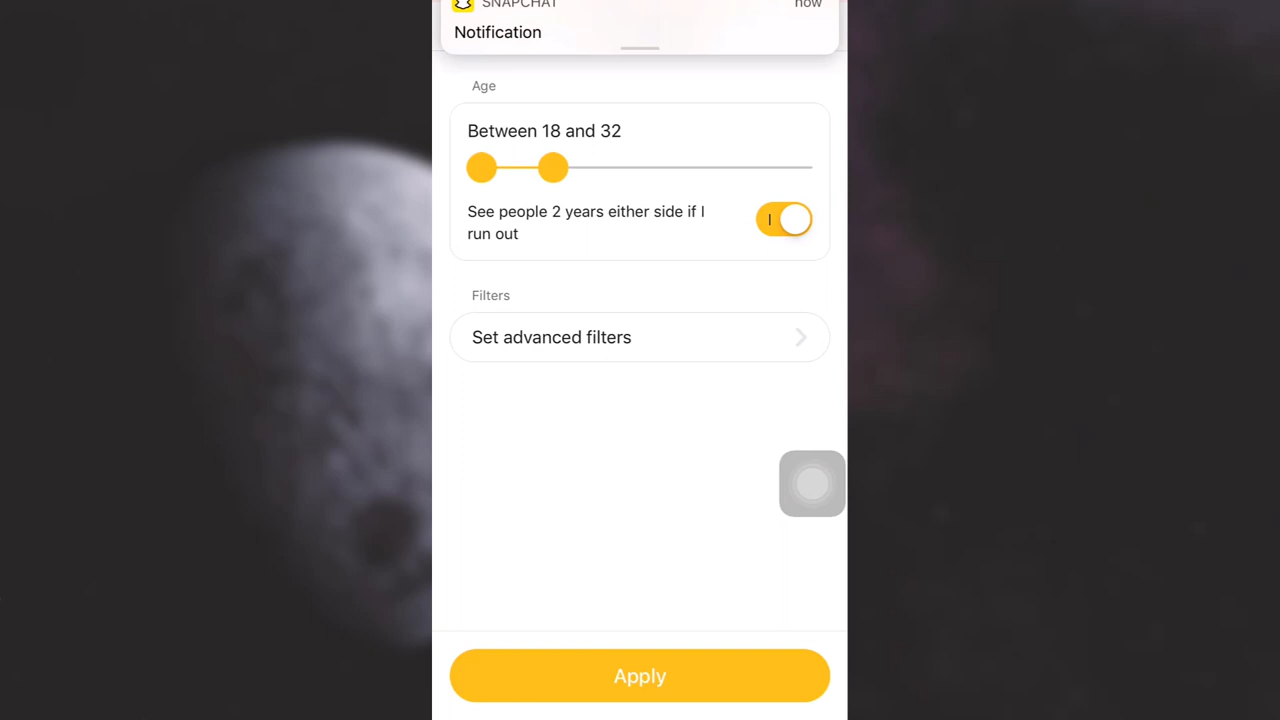 SNAPCHAT now
Notification
Age
Between 18 and 32
See people 2 years either side if I
run out
Filters
Set advanced filters
Apply